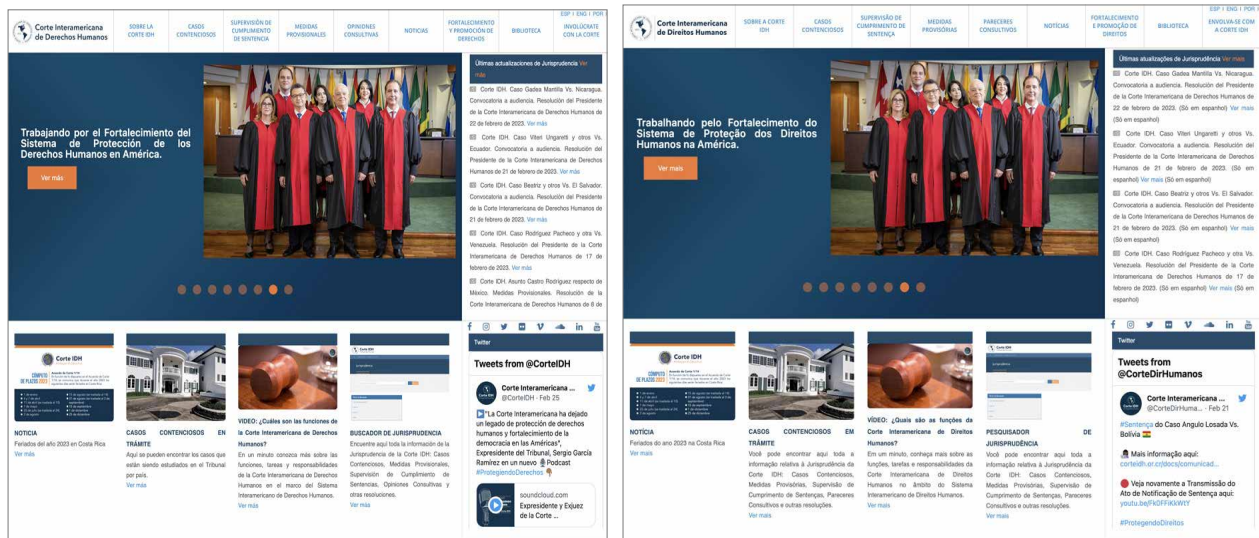 ESP | ENG | POR
Corte Interamericana
de Derechos Humanos
SOBRE LA
CORTE IDH
CASOS
CONTENCIOSOS
SUPERVISIÓN DE
CUMPLIMIENTO
DE SENTENCIA
MEDIDAS
PROVISIONALES
OPINIONES
CONSULTIVAS
NOTICIAS
FORTALECIMIENTO
Y PROMOCIÓN DE
DERECHOS
BIBLIOTECA
INVOLÚCRATE
CON LA CORTE
Trabajando por el Fortalecimiento del
Sistema de Protección de los
Derechos Humanos en América.
Ver más
Últimas actualizaciones de Jurisprudencia Ver
más
Corte IDH. Caso Gadea Mantilla Vs. Nicaragua.
Convocatoria a audiencia. Resolución del Presidente
de la Corte Interamericana de Derechos Humanos de
22 de febrero de 2023. Ver más
Corte IDH. Caso Viteri Ungaretti y otros Vs.
Ecuador. Convocatoria a audiencia. Resolución del
Presidente de la Corte Interamericana de Derechos
Humanos de 21 de febrero de 2023. Ver más
Corte IDH. Caso Beatriz y otros Vs. El Salvador.
Convocatoria a audiencia. Resolución del Presidente
de la Corte Interamericana de Derechos Humanos de
21 de febrero de 2023. Ver más
Corte IDH. Caso Rodríguez Pacheco y otra Vs.
Venezuela. Resolución del Presidente de la Corte
Interamericana de Derechos Humanos de 17 de
febrero de 2023. Ver más
Corte IDH. Asunto Castro Rodríguez respecto de
México. Medidas Provisionales. Resolución de la
Corte Interamericana de Derechos Humanos de 8 de
Corte IDH
CÓMPUTO
DE PLAZOS 2023
NOTICIA
Feriados del año 2023 en Costa Rica
Ver más
CASOS CONTENCIOSOS EN
TRÁMITE
Aquí se pueden encontrar los casos que
están siendo estudiados en el Tribunal
por país.
Ver más
VIDEO: ¿Cuáles son las funciones de
la Corte Interamericana de Derechos
Humanos?
En un minuto conozca más sobre las
funciones, tareas y responsabilidades
de la Corte Interamericana de Derechos
Humanos en el marco del Sistema
Interamericano de Derechos Humanos.
Ver más
BUSCADOR DE JURISPRUDENCIA
Encuentre aquí toda la información de la
Jurisprudencia de la Corte IDH: Casos
Contenciosos, Medidas Provisionales,
Supervisión de Cumplimiento de
Sentencias, Opiniones Consultivas y
otras resoluciones.
Ver más
Twitter
Tweets from @CorteIDH
Corte Interamericana ...
@CorteIDH · Feb 25
"La Corte Interamericana ha dejado
un legado de protección de derechos
humanos y fortalecimiento de la
democracia en las Américas",
Expresidente del Tribunal, Sergio García
Ramírez en un nuevo Podcast
#ProtegiendoDerechos
soundcloud.com
Expresidente y Exjuez
de la Corte ...
ESP | ENG | POR
Corte Interamericana
de Direitos Humanos
SOBRE A CORTE
IDH
CASOS
CONTENCIOSOS
SUPERVISÃO DE
CUMPRIMENTO DE
SENTENÇA
MEDIDAS
PROVISÓRIAS
PARECERES
CONSULTIVOS
NOTÍCIAS
FORTALECIMENTO
E PROMOÇÃO DE
DIREITOS
BIBLIOTECA
ENVOLVA-SE COM
A CORTE IDH
Trabalhando pelo Fortalecimento do
Sistema de Proteção dos Direitos
Humanos na América.
Ver mais
Últimas atualizações de Jurisprudência Ver mais
Corte IDH. Caso Gadea Mantilla Vs. Nicaragua.
Convocatoria a audiencia. Resolución del Presidente
de la Corte Interamericana de Derechos Humanos de
22 de febrero de 2023. (Só em espanhol) Ver mais
(Só em espanhol)
Corte IDH. Caso Viteri Ungaretti y otros Vs.
Ecuador. Convocatoria a audiencia. Resolución del
Presidente de la Corte Interamericana de Derechos
Humanos de 21 de febrero de 2023. (Só em
espanhol) Ver mais (Só em espanhol)
Corte IDH. Caso Beatriz y otros Vs. El Salvador.
Convocatoria a audiencia. Resolución del Presidente
de la Corte Interamericana de Derechos Humanos de
21 de febrero de 2023. (Só em espanhol) Ver mais
(Só em espanhol)
Corte IDH. Caso Rodríguez Pacheco y otra Vs.
Venezuela. Resolución del Presidente de la Corte
Interamericana de Derechos Humanos de 17 de
febrero de 2023. (Só em espanhol) Ver mais (Só em
espanhol)
Corte IDH
CÓMPUTO
DE PLAZOS 2023
NOTÍCIA
Feriados do ano 2023 na Costa Rica
Ver mais
CASOS CONTENCIOSOS EM
TRÂMITE
Você pode encontrar aqui toda a
informação relativa à Jurisprudência da
Corte IDH: Casos Contenciosos,
Medidas Provisórias, Supervisão de
Cumprimento de Sentenças, Pareceres
Consultivos e outras resoluções.
Ver mais
VÍDEO: ¿Quais são as funções da
Corte Interamericana de Direitos
Humanos?
Em um minuto, conheça mais sobre as
funções, tarefas e responsabilidades da
Corte Interamericana de Direitos
Humanos no âmbito do Sistema
Interamericano de Direitos Humanos.
Ver mais
PESQUISADOR DE
JURISPRUDÊNCIA
Você pode encontrar aqui toda a
informação relativa à Jurisprudência da
Corte IDH: Casos Contenciosos,
Medidas Provisórias, Supervisão de
Cumprimento de Sentenças, Pareceres
Consultivos e outras resoluções.
Ver mais
Twitter
Tweets from
@CorteDirHumanos
Corte Interamericana ...
@CorteDirHuma... · Feb 21
#Sentença do Caso Angulo Losada Vs.
Bolívia
Mais informação aqui:
corteidh.or.cr/docs/comunicad...
Veja novamente a Transmissão do
Ato de Notificação de Sentença aqui:
youtu.be/FkDFFiKkWtY
#ProtegendoDireitos